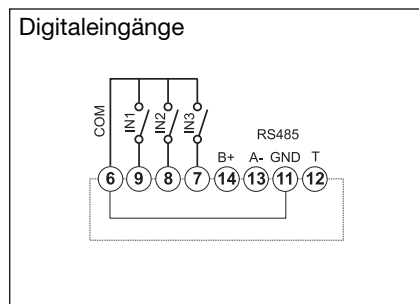 Digitaleingänge
COM
IN1
IN2
IN3
RS485
B+ A- GND T
6 9 8 7 14 13 11 12